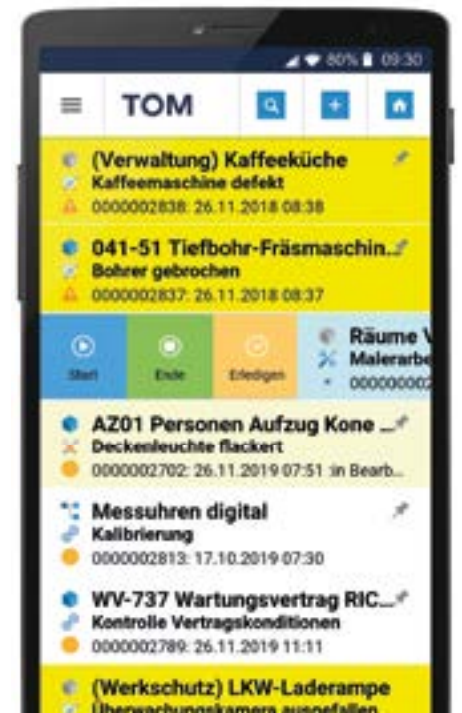 80% 09:30
TOM
(Verwaltung) Kaffeeküche
Kaffeemaschine defekt
0000002838: 26.11.2018 08:38
041-51 Tiefbohr-Fräsmaschin...
Bohrer gebrochen
0000002837: 26.11.2018 08:37
Start
Ende
Erledigen
Räume V
Malerarbe
000000002
AZ01 Personen Aufzug Kone ...
Deckenleuchte flackert
0000002702: 26.11.2019 07:51 :in Bearb...
Messuhren digital
Kalibrierung
0000002813: 17.10.2019 07:30
WV-737 Wartungsvertrag RIC...
Kontrolle Vertragskonditionen
0000002789: 26.11.2019 11:11
(Werkschutz) LKW-Laderampe
Überwachungskamera ausgefallen